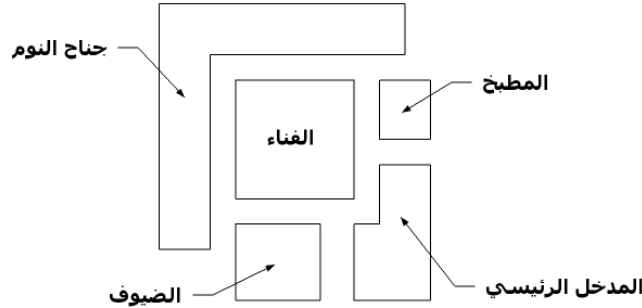 جناح النوم
المطبخ
الفناء
المدخل الرئيسي
الضيوف